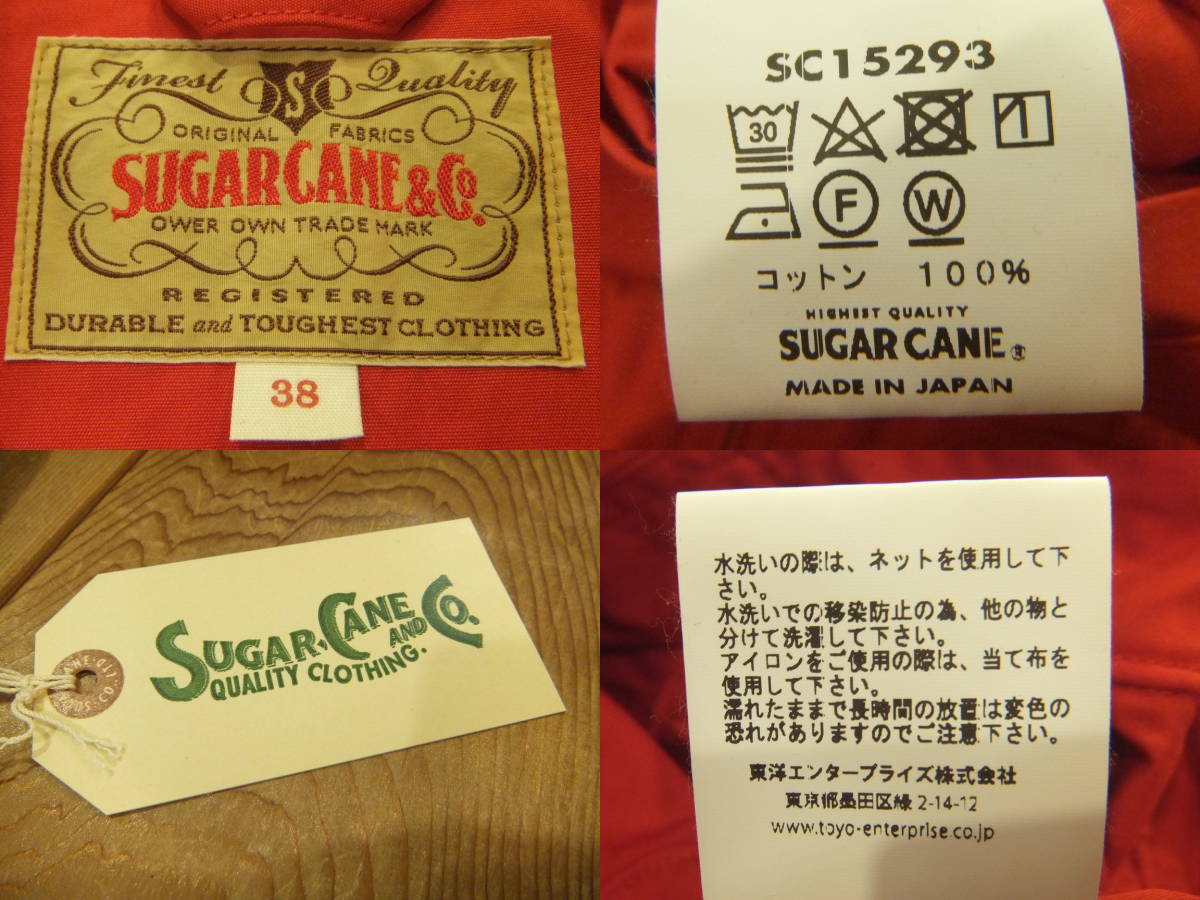 Finest Quality
S
ORIGINAL FABRICS
SUGAR CANE & Co.
OWER OWN TRADE MARK
REGISTERED
DURABLE and TOUGHEST CLOTHING
38
SC15293
30
1
F W
コットン 100%
HIGHEST QUALITY
SUGAR CANE ®
MADE IN JAPAN
SUGAR CANE AND CO.
QUALITY CLOTHING.
水洗いの際は、ネットを使用して下
さい。
水洗いでの移染防止の為、他の物と
分けて洗濯して下さい。
アイロンをご使用の際は、当て布を
使用して下さい。
濡れたままで長時間の放置は変色の
恐れがありますのでご注意下さい。
東洋エンタープライズ株式会社
東京都墨田区緑 2-14-12
www.toyo-enterprise.co.jp